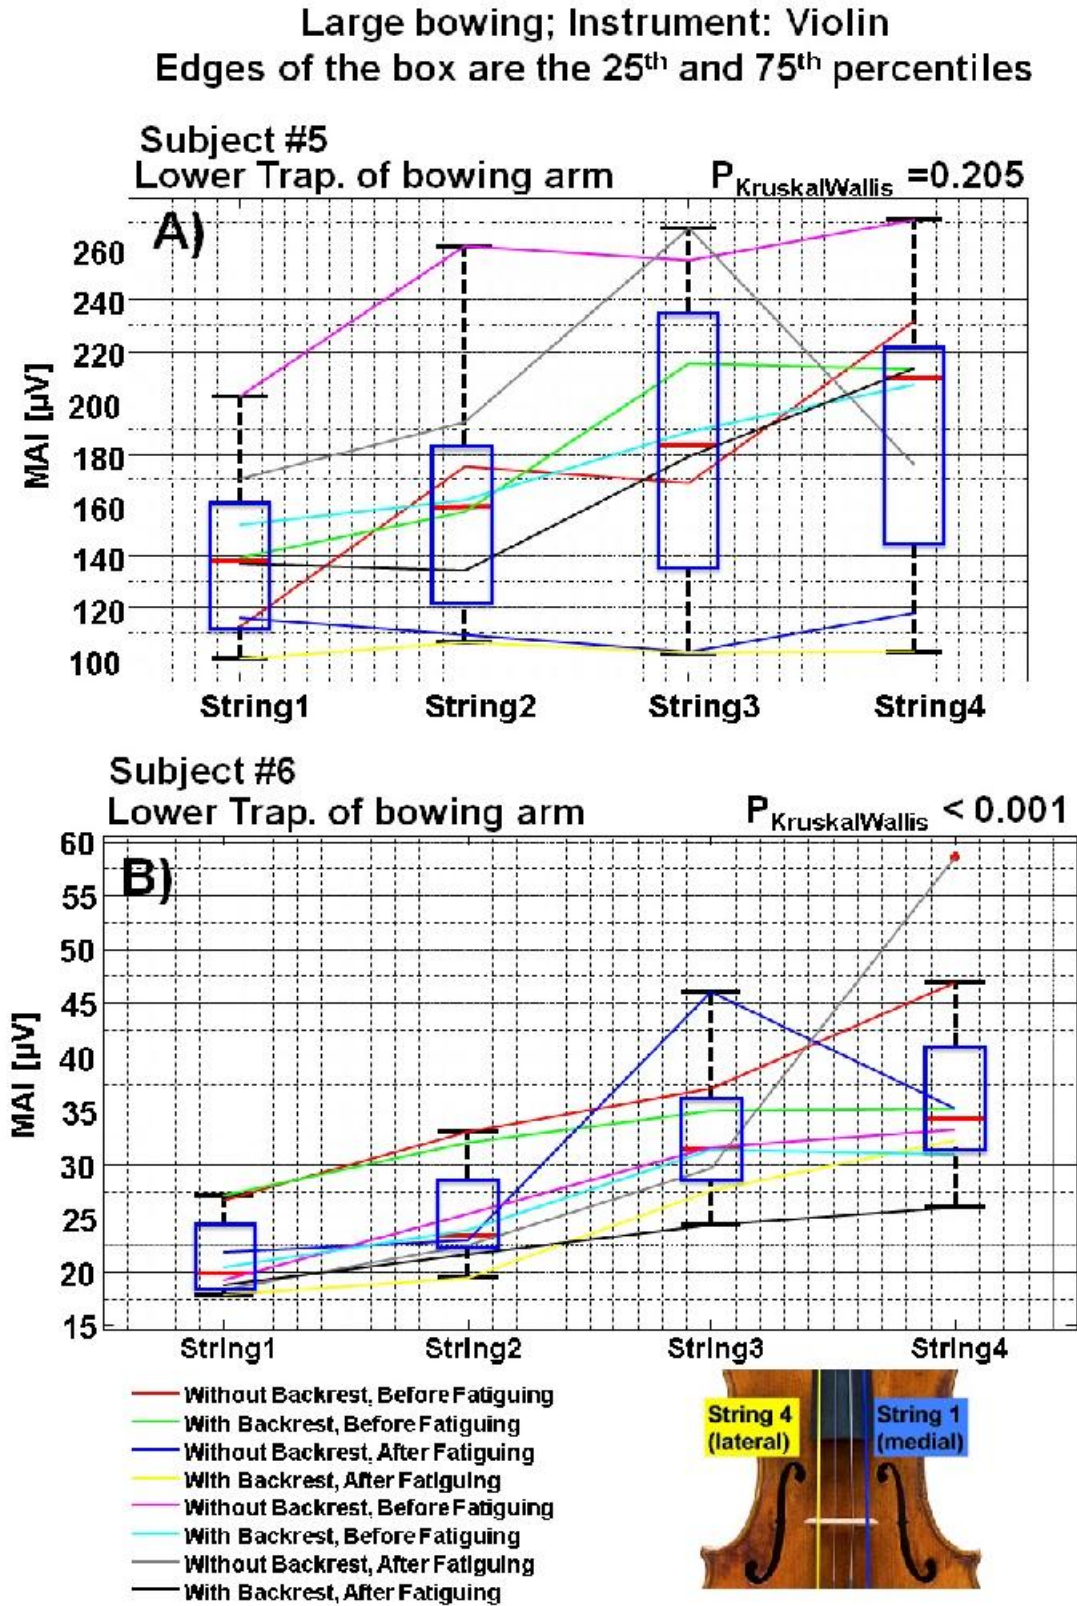 Large bowing; Instrument: Violin
Edges of the box are the 25th and 75th percentiles
Subject #5
Lower Trap. of bowing arm
P KruskalWallis =0.205
A)
MAI [µV]
260
240
220
200
180
160
140
120
100
String1 String2 String3 String4
Subject #6
Lower Trap. of bowing arm
P KruskalWallis < 0.001
B)
MAI [µV]
60
55
50
45
40
35
30
25
20
15
String1 String2 String3 String4
Without Backrest, Before Fatiguing
With Backrest, Before Fatiguing
Without Backrest, After Fatiguing
With Backrest, After Fatiguing
Without Backrest, Before Fatiguing
With Backrest, Before Fatiguing
Without Backrest, After Fatiguing
With Backrest, After Fatiguing
String 4
(lateral)
String 1
(medial)